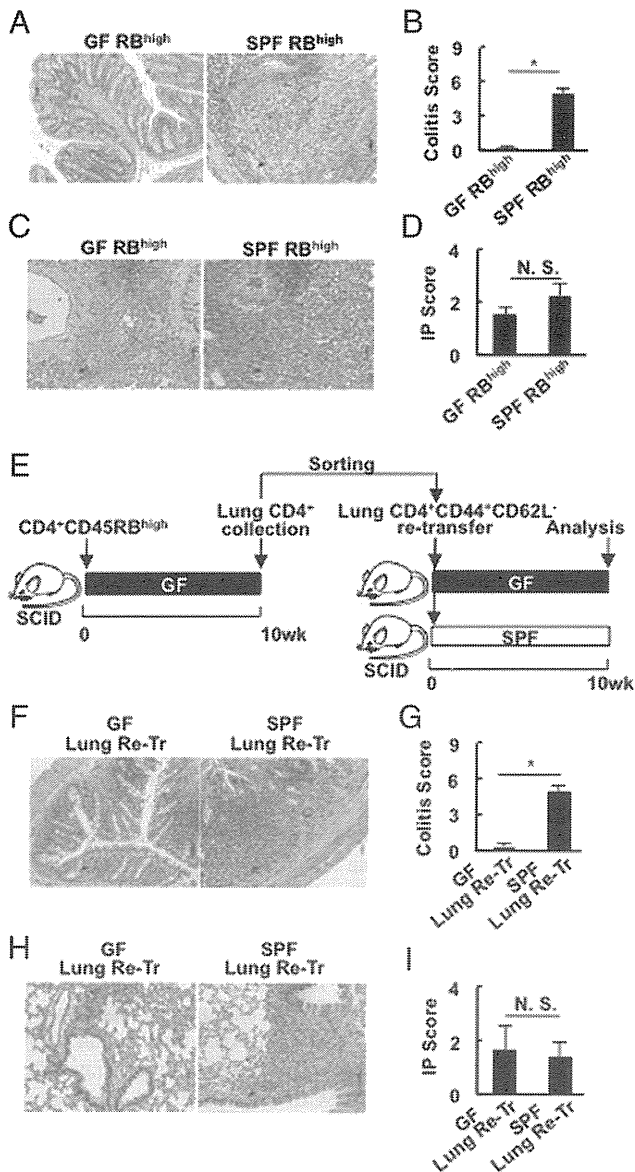 A
GF RBhigh SPF RBhigh
B
Colitis Score
9
6
3
0
*
GF RBhigh
SPF RBhigh
C
GF RBhigh SPF RBhigh
D
IP Score
4
2
0
N. S.
GF RBhigh
SPF RBhigh
E
Sorting
CD4+CD45RBhigh
Lung CD4+
collection
Lung CD4+CD44+CD62L-
re-transfer
Analysis
GF
SCID
0
10wk
GF
SPF
SCID
0
10wk
F
GF
Lung Re-Tr
SPF
Lung Re-Tr
G
Colitis Score
9
6
3
0
*
GF
Lung Re-Tr
SPF
Lung Re-Tr
H
GF
Lung Re-Tr
SPF
Lung Re-Tr
I
IP Score
4
2
0
N. S.
GF
Lung Re-Tr
SPF
Lung Re-Tr